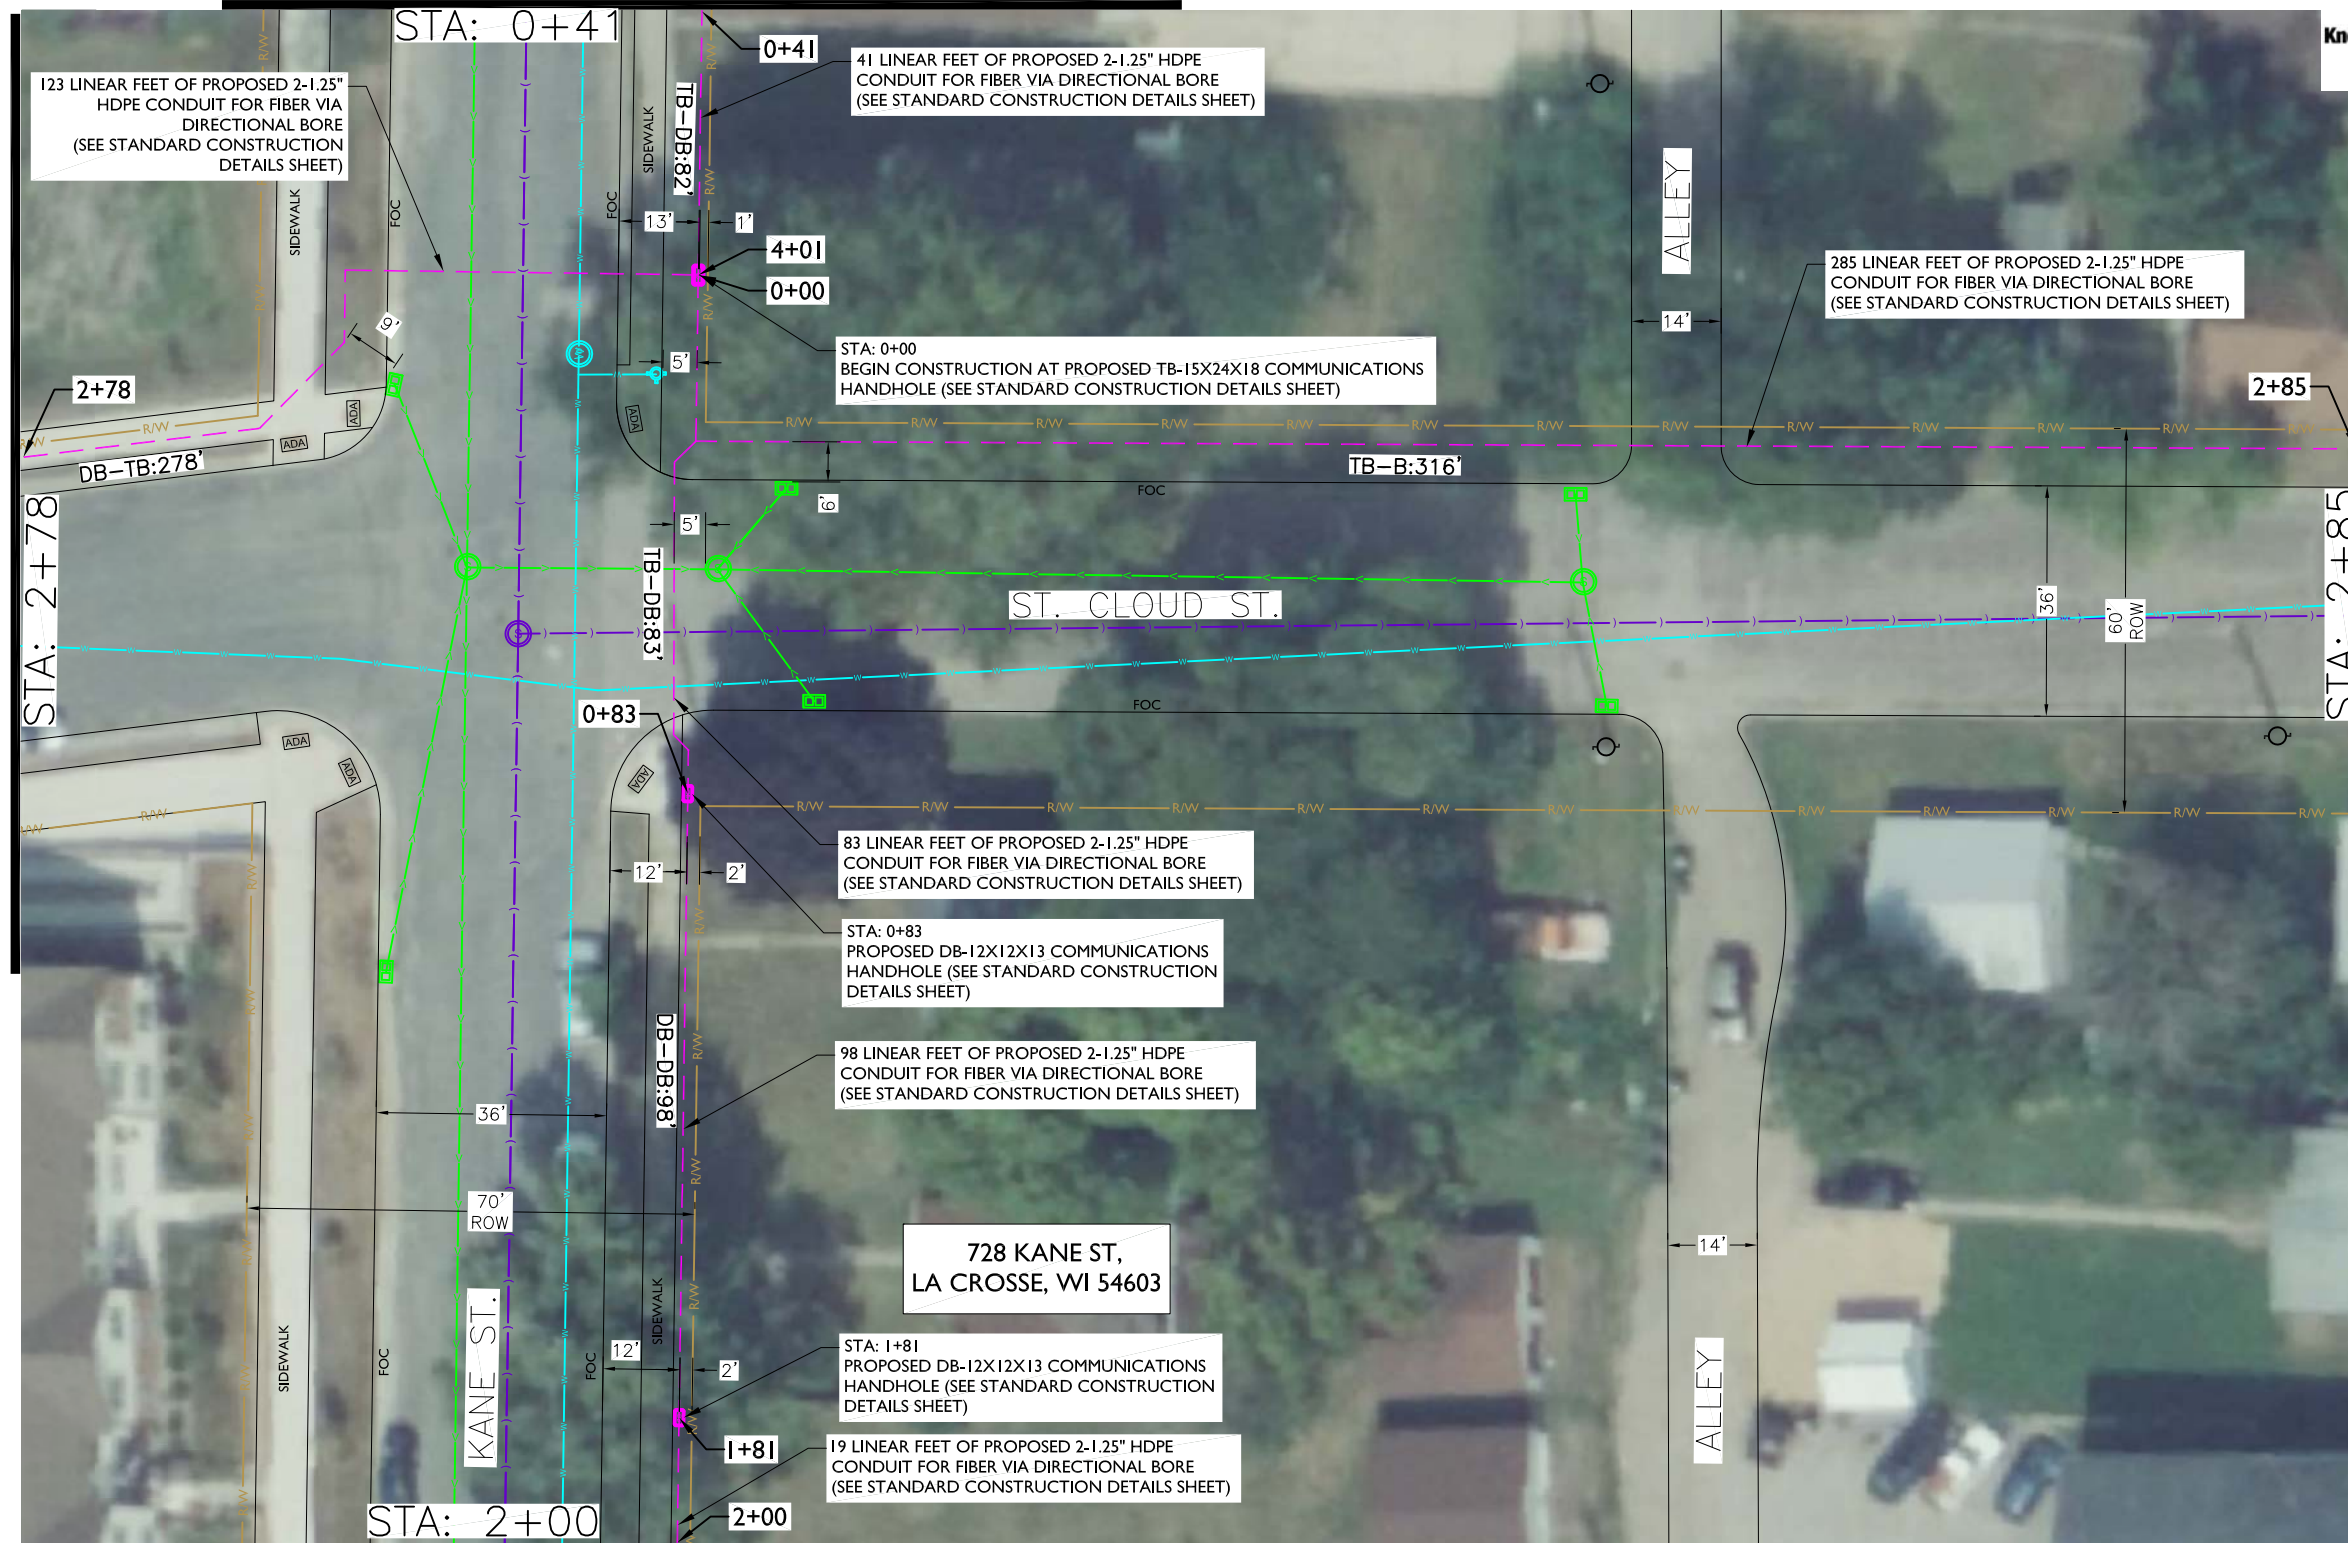 STA: 0+41
Kn
0+41
41 LINEAR FEET OF PROPOSED 2-1.25" HDPE
CONDUIT FOR FIBER VIA DIRECTIONAL BORE
(SEE STANDARD CONSTRUCTION DETAILS SHEET)
123 LINEAR FEET OF PROPOSED 2-1.25"
HDPE CONDUIT FOR FIBER VIA
DIRECTIONAL BORE
(SEE STANDARD CONSTRUCTION
DETAILS SHEET)
R/W
R/W
TB-DB:82'
SIDEWALK
SIDEWALK
FOC
FOC
R/W
R/W
13'
1'
4+01
0+00
R/W
ALLEY
285 LINEAR FEET OF PROPOSED 2-1.25" HDPE
CONDUIT FOR FIBER VIA DIRECTIONAL BORE
(SEE STANDARD CONSTRUCTION DETAILS SHEET)
14'
9'
5'
STA: 0+00
BEGIN CONSTRUCTION AT PROPOSED TB-15X24X18 COMMUNICATIONS
HANDHOLE (SEE STANDARD CONSTRUCTION DETAILS SHEET)
2+78
2+85
ADA
ADA
ADA
R/W R/W
R/W R/W R/W R/W R/W R/W R/W R/W R/W R/W R/W R/W R/W
DB-TB:278'
TB-B:316'
FOC
6'
5'
STA: 2+78
STA: 2+85
TB-DB:83'
ST. CLOUD ST.
36'
60'
ROW
0+83
FOC
ADA
ADA
ADA
R/W R/W
R/W R/W R/W R/W R/W R/W R/W R/W R/W R/W R/W R/W R/W
83 LINEAR FEET OF PROPOSED 2-1.25" HDPE
CONDUIT FOR FIBER VIA DIRECTIONAL BORE
(SEE STANDARD CONSTRUCTION DETAILS SHEET)
12'
2'
R/W
R/W
STA: 0+83
PROPOSED DB-12X12X13 COMMUNICATIONS
HANDHOLE (SEE STANDARD CONSTRUCTION
DETAILS SHEET)
R/W
R/W
DB-DB:98'
98 LINEAR FEET OF PROPOSED 2-1.25" HDPE
CONDUIT FOR FIBER VIA DIRECTIONAL BORE
(SEE STANDARD CONSTRUCTION DETAILS SHEET)
36'
R/W
R/W
70'
ROW
728 KANE ST,
LA CROSSE, WI 54603
14'
R/W
R/W
SIDEWALK
SIDEWALK
KANE ST.
FOC
FOC
12'
2'
STA: 1+81
PROPOSED DB-12X12X13 COMMUNICATIONS
HANDHOLE (SEE STANDARD CONSTRUCTION
DETAILS SHEET)
R/W
R/W
ALLEY
1+81
19 LINEAR FEET OF PROPOSED 2-1.25" HDPE
CONDUIT FOR FIBER VIA DIRECTIONAL BORE
(SEE STANDARD CONSTRUCTION DETAILS SHEET)
R/W
R/W
STA: 2+00
2+00